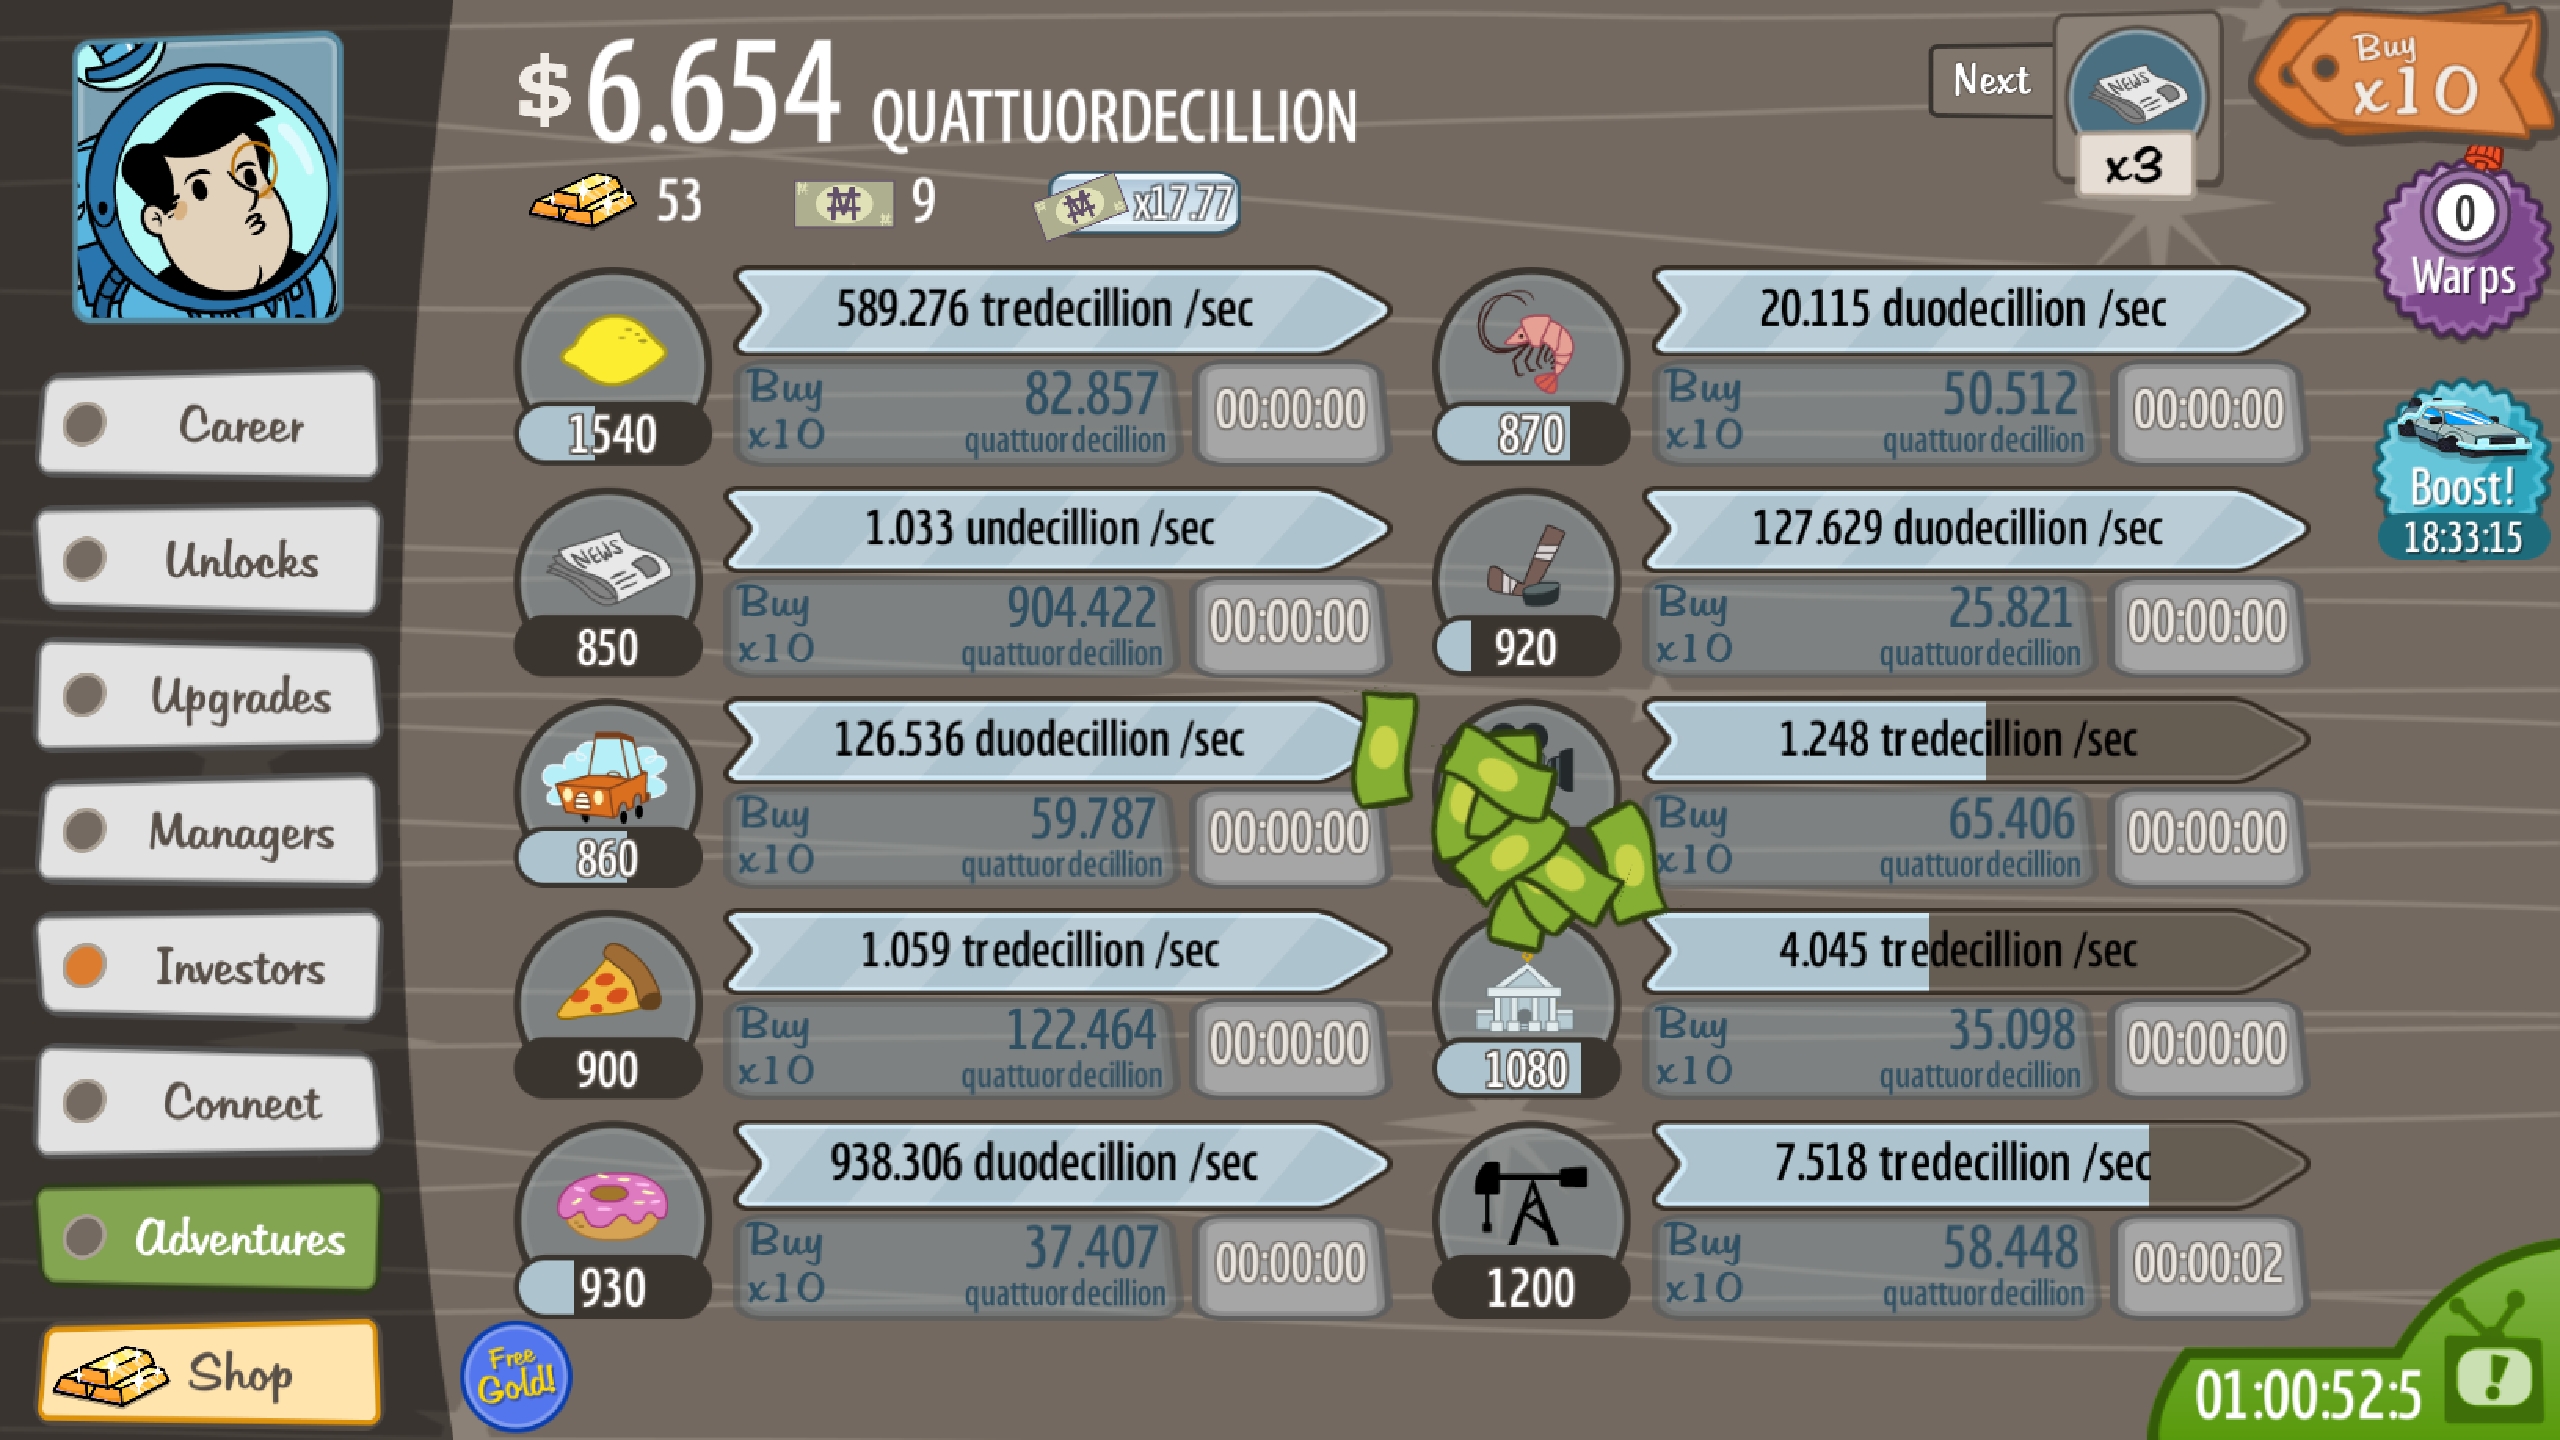 $6.654 QUATTUORDECILLION
53 9 x17.77
Next
NEWS
x3
Buy
x10
0
Warps
Boost!
18:33:15
Career
Unlocks
Upgrades
Managers
Investors
Connect
Adventures
Shop
589.276 tredecillion /sec
1540
Buy
x10
82.857
quattuordecillion
00:00:00
NEWS
1.033 undecillion /sec
850
Buy
x10
904.422
quattuordecillion
00:00:00
126.536 duodecillion /sec
860
Buy
x10
59.787
quattuordecillion
00:00:00
1.059 tredecillion /sec
900
Buy
x10
122.464
quattuordecillion
00:00:00
938.306 duodecillion /sec
930
Buy
x10
37.407
quattuordecillion
00:00:00
20.115 duodecillion /sec
870
Buy
x10
50.512
quattuordecillion
00:00:00
127.629 duodecillion /sec
920
Buy
x10
25.821
quattuordecillion
00:00:00
1.248 tredecillion /sec
Buy
x10
65.406
quattuordecillion
00:00:00
4.045 tredecillion /sec
1080
Buy
x10
35.098
quattuordecillion
00:00:00
7.518 tredecillion /sec
1200
Buy
x10
58.448
quattuordecillion
00:00:02
Free
Gold!
01:00:52:5
!